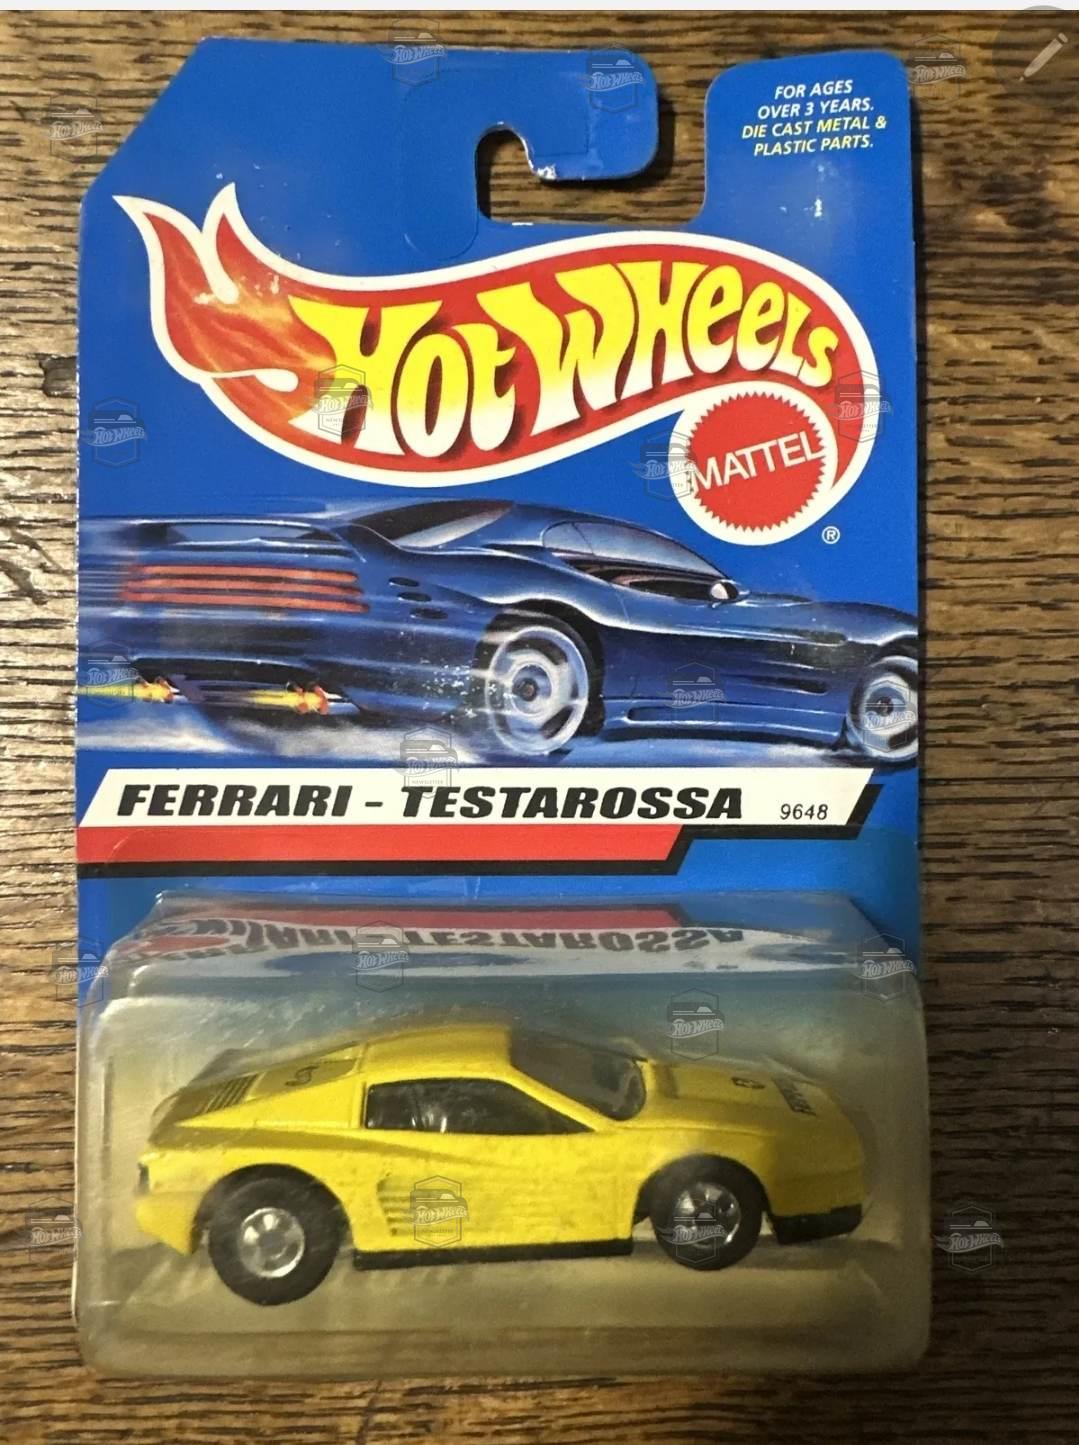 FOR AGES
OVER 3 YEARS.
DIE CAST METAL &
PLASTIC PARTS.
HOT WHEELS
MATTEL
®
FERRARI - TESTAROSSA 9648